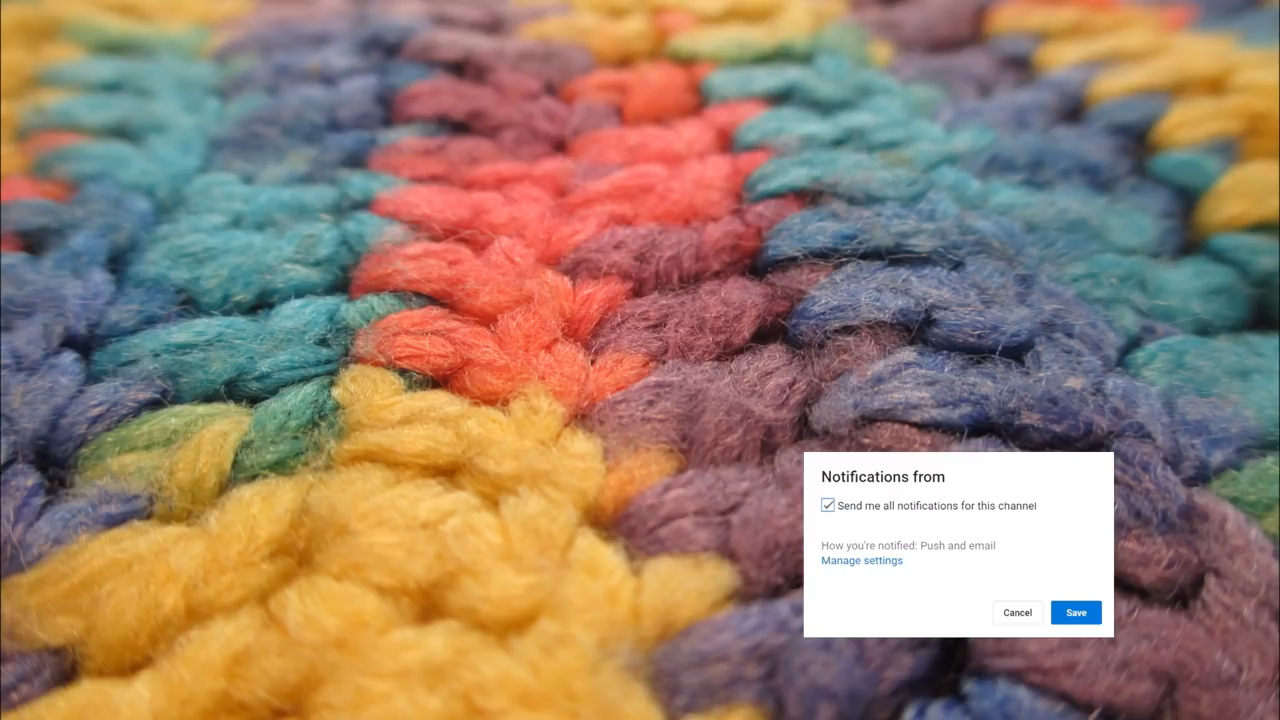 Notifications from
Send me all notifications for this channel
How you're notified: Push and email
Manage settings
Cancel
Save